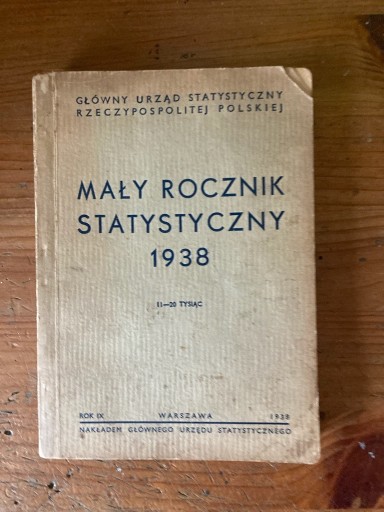 GŁÓWNY URZĄD STATYSTYCZNY
RZECZYPOSPOLITEJ POLSKIEJ
MAŁY ROCZNIK
STATYSTYCZNY
1938
11—20 TYSIĄC
ROK IX WARSZAWA 1938
NAKŁADEM GŁÓWNEGO URZĘDU STATYSTYCZNEGO